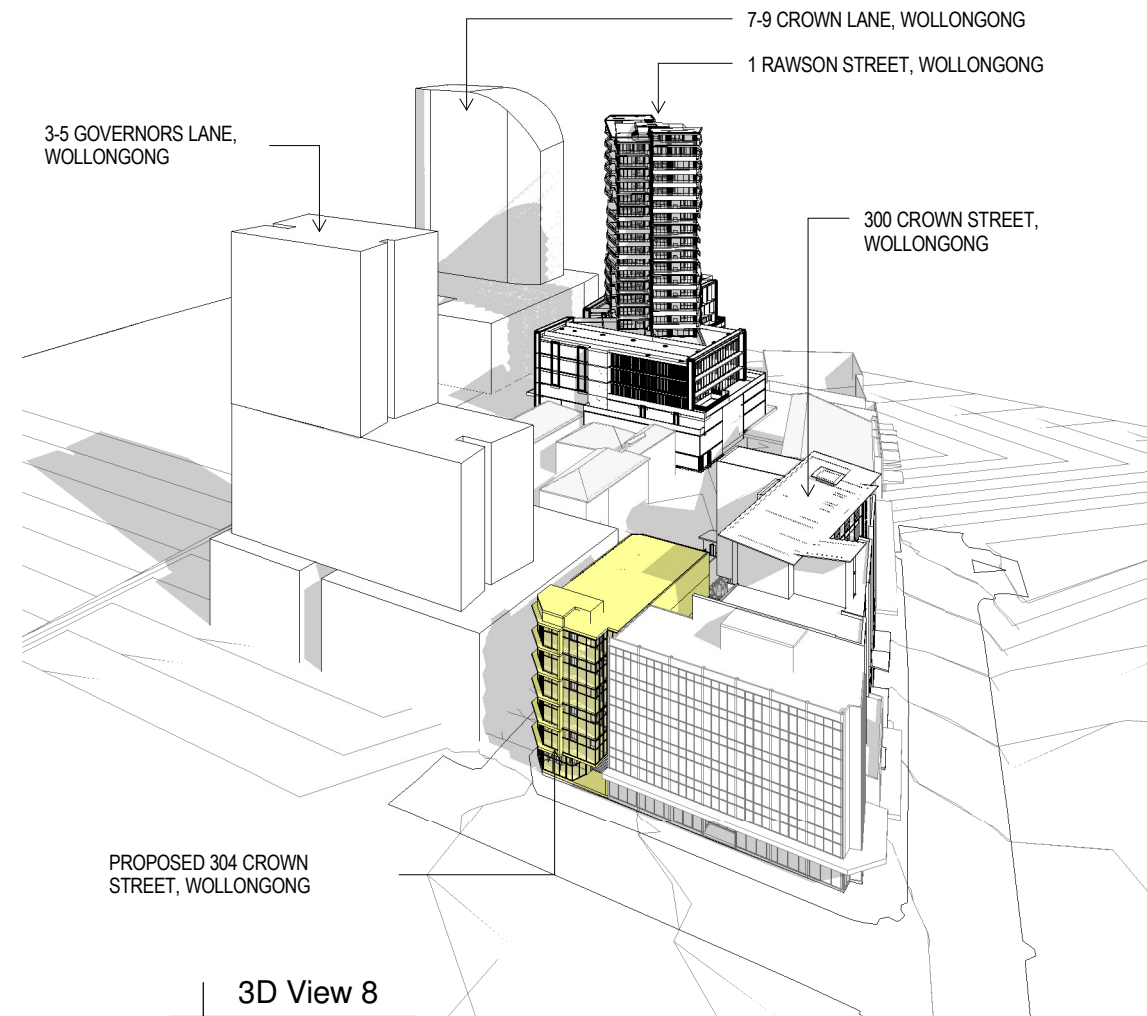 7-9 CROWN LANE, WOLLONGONG
1 RAWSON STREET, WOLLONGONG
3-5 GOVERNORS LANE,
WOLLONGONG
300 CROWN STREET,
WOLLONGONG
PROPOSED 304 CROWN
STREET, WOLLONGONG
3D View 8